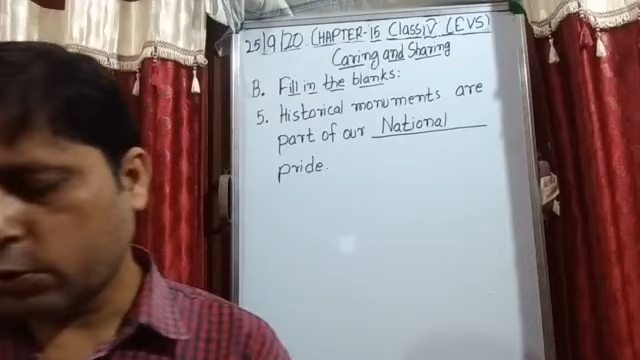 25/9/20. CHAPTER-15 Class IV (EVS)
Caring and Sharing
B. Fill in the blanks:
5. Historical monuments are
part of our National
pride.